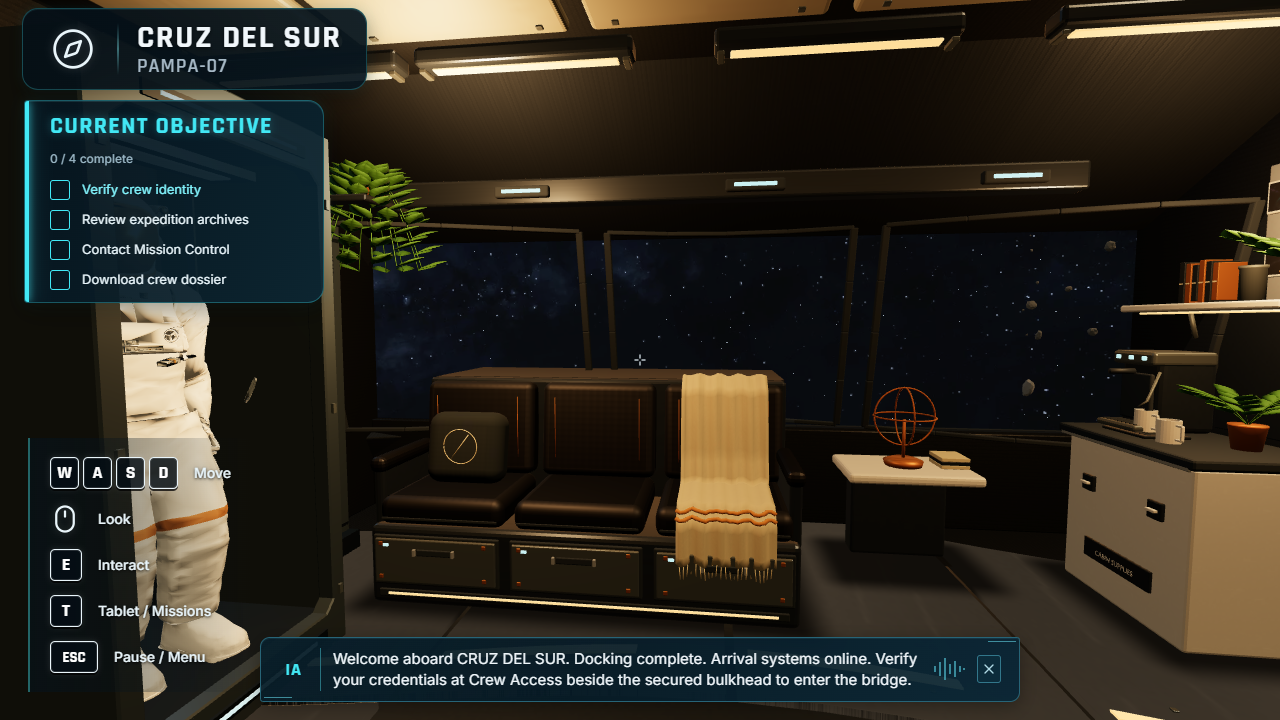 CRUZ DEL SUR
PAMPA-07
CURRENT OBJECTIVE
0 / 4 complete
Verify crew identity
Review expedition archives
Contact Mission Control
Download crew dossier
W A S D Move
Look
E Interact
T Tablet / Missions
ESC Pause / Menu
CABIN SUPPLIES
IA
Welcome aboard CRUZ DEL SUR. Docking complete. Arrival systems online. Verify
your credentials at Crew Access beside the secured bulkhead to enter the bridge.